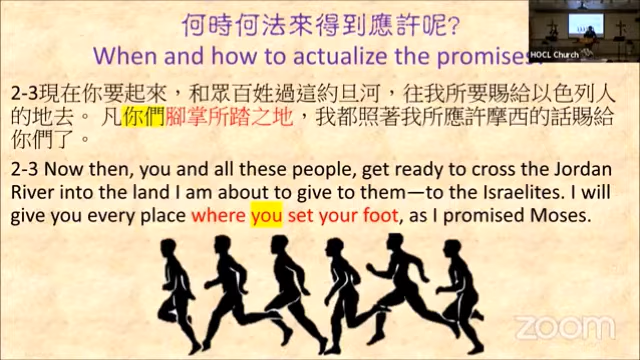 何時何法來得到應許呢?
When and how to actualize the promises.
HOCL Church
2-3現在你要起來，和眾百姓過這約旦河，往我所要賜給以色列人
的地去。 凡你們腳掌所踏之地，我都照著我所應許摩西的話賜給
你們了。
2-3 Now then, you and all these people, get ready to cross the Jordan
River into the land I am about to give to them—to the Israelites. I will
give you every place where you set your foot, as I promised Moses.
zoom